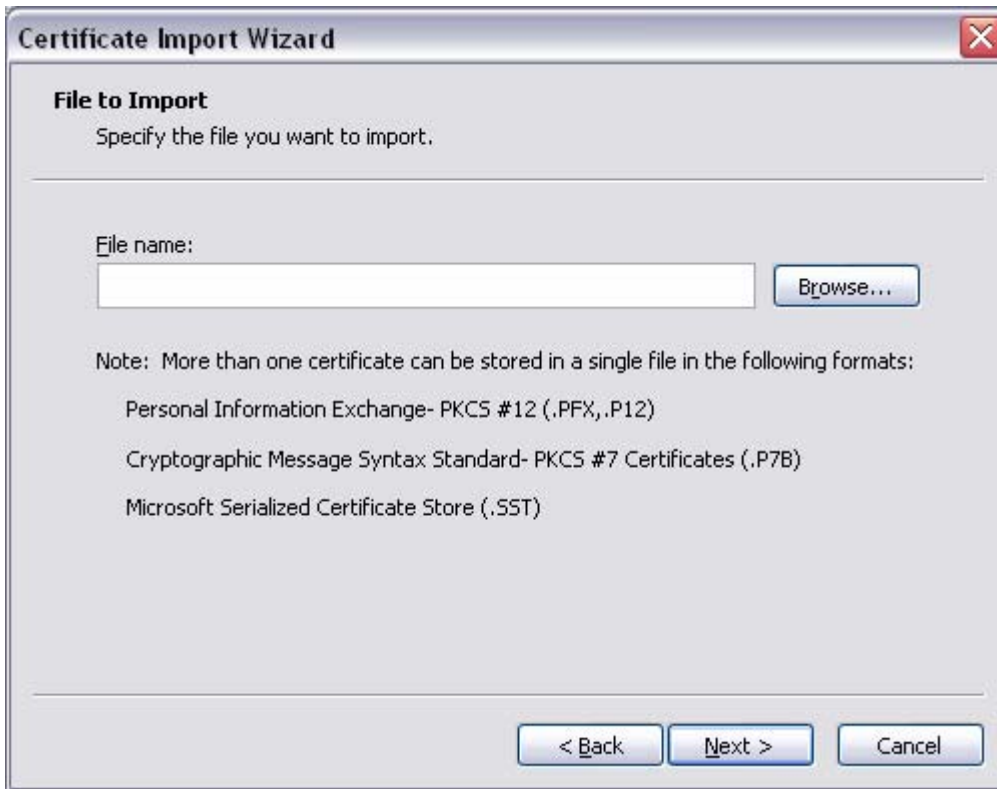 Certificate Import Wizard
File to Import
Specify the file you want to import.
File name:
Browse...
Note: More than one certificate can be stored in a single file in the following formats:
Personal Information Exchange- PKCS #12 (.PFX,.P12)
Cryptographic Message Syntax Standard- PKCS #7 Certificates (.P7B)
Microsoft Serialized Certificate Store (.SST)
< Back Next > Cancel